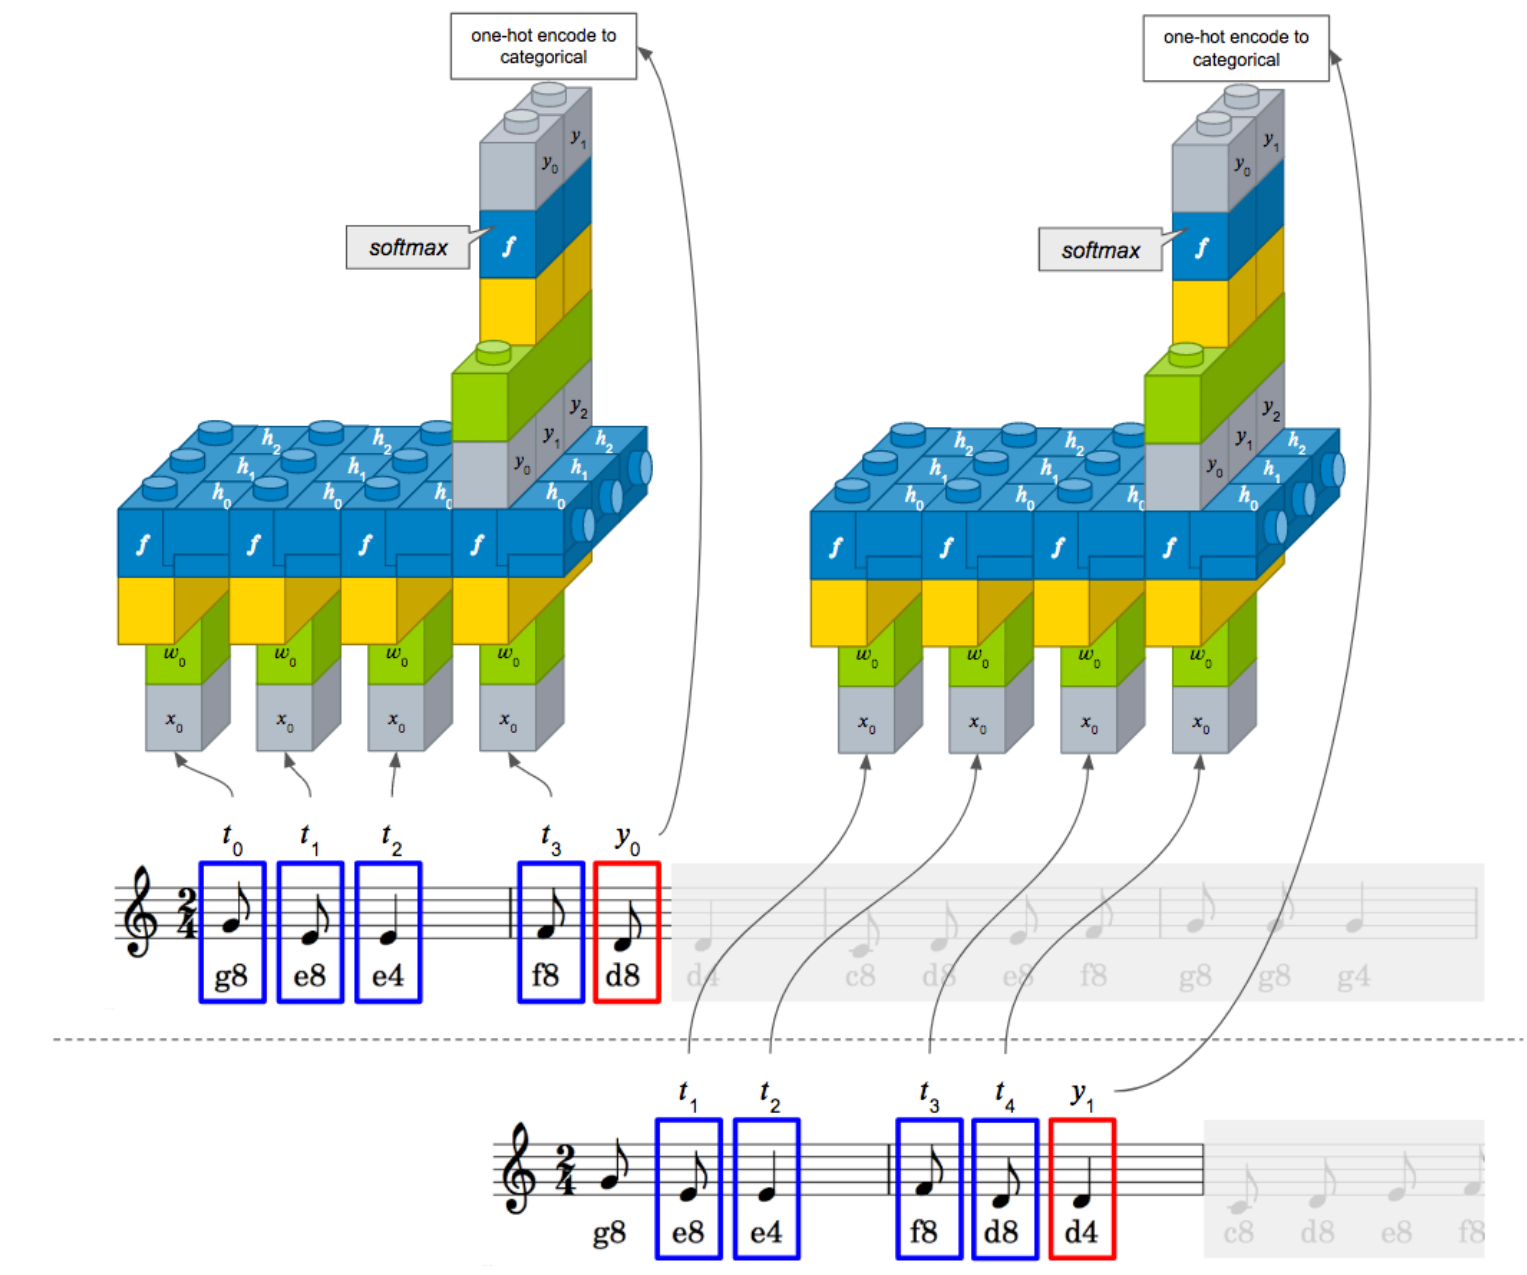 one-hot encode to
categorical
one-hot encode to
categorical
y1
y0
y1
y0
softmax
f
softmax
f
y2
y1
y0
y2
y1
y0
h2 h2 h2
h1 h1 h1
h0 h0 h0 h0
h2 h2 h2
h1 h1 h1
h0 h0 h0 h0
f f f f
f f f f
w0 w0 w0 w0
w0 w0 w0 w0
x0 x0 x0 x0
x0 x0 x0 x0
t0 t1 t2 t3 y0
2
4
g8 e8 e4 f8 d8 d4 c8 d8 e8 f8 g8 g8 g4
t1 t2 t3 t4 y1
2
4
g8 e8 e4 f8 d8 d4 c8 d8 e8 f8